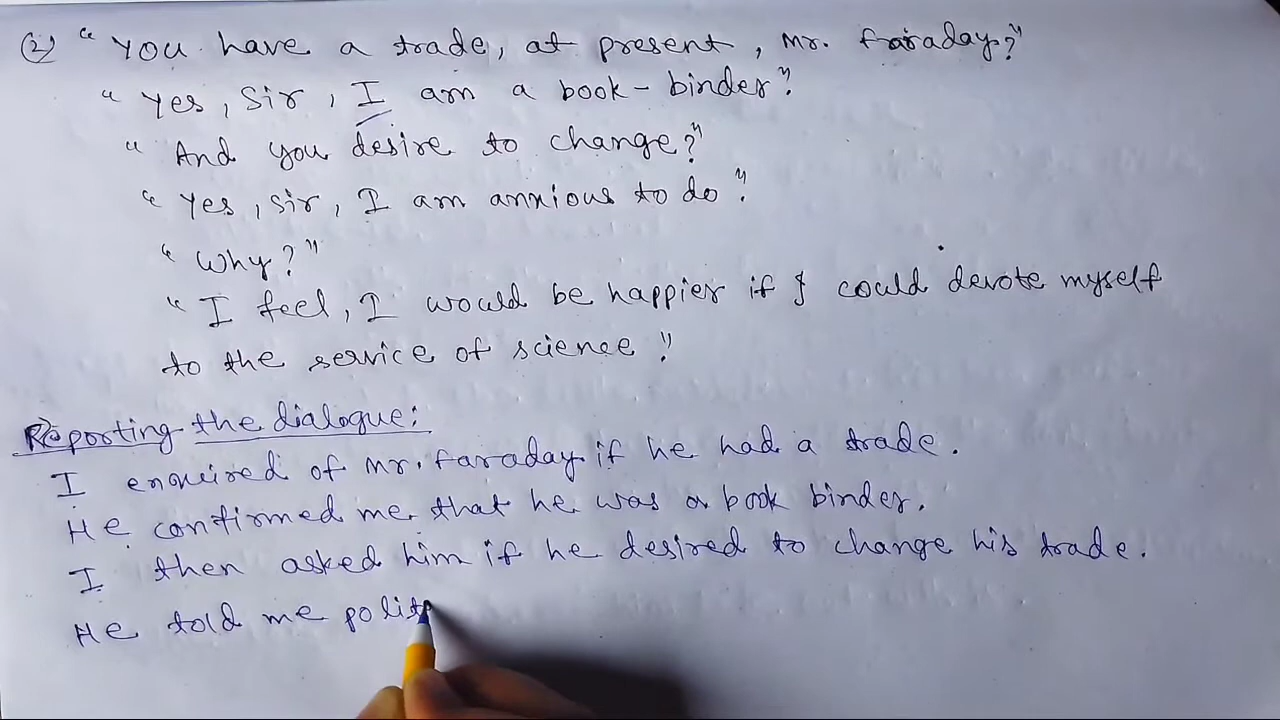 ② "You have a trade, at present, Mr. Faraday?"
"Yes, Sir, I am a book-binder".
"And you desire to change?"
"Yes, Sir, I am anxious to do".
"Why?"
"I feel, I would be happier if I could devote myself
to the service of science".
Reporting the dialogue:
I enquired of Mr. Faraday if he had a trade.
He confirmed me that he was a book binder.
I then asked him if he desired to change his trade.
He told me polit